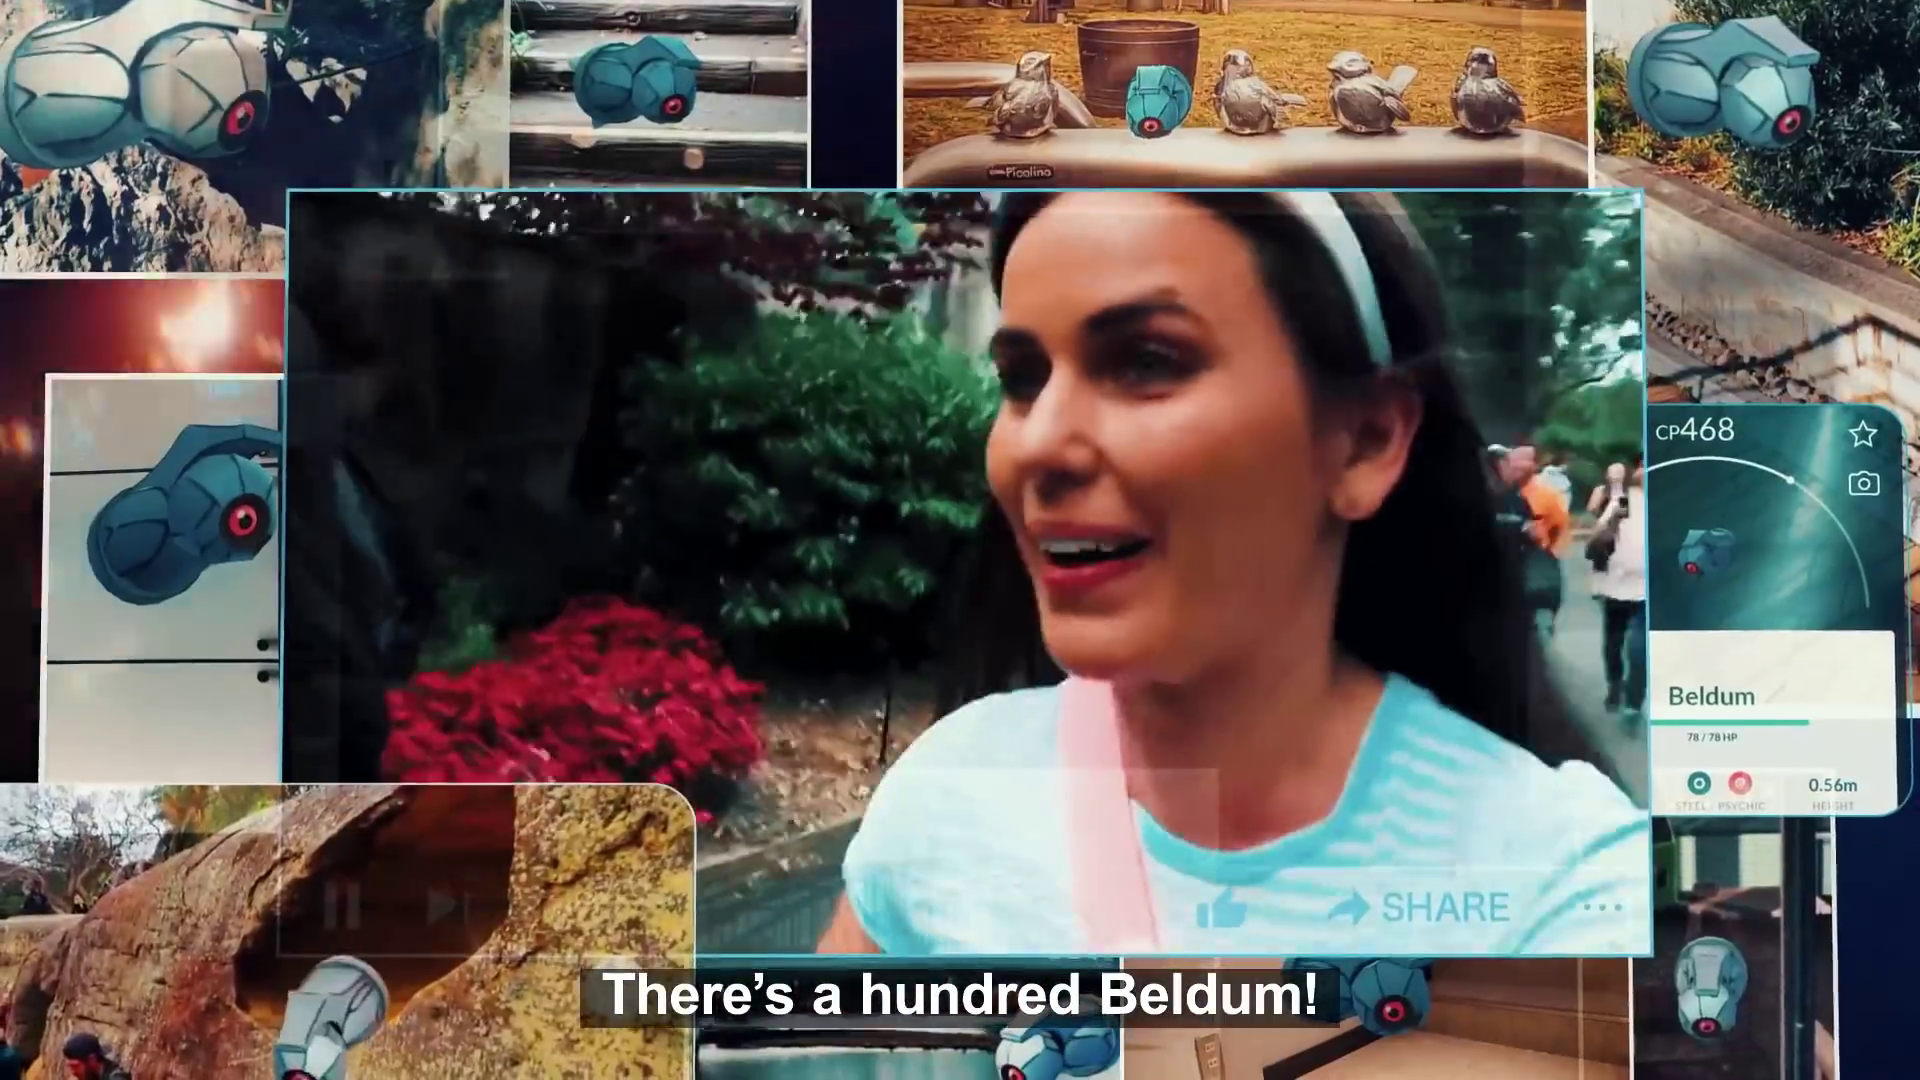 Picolino
CP468
Beldum
78 / 78 HP
STEEL
PSYCHIC
0.56m
HEIGHT
SHARE
There's a hundred Beldum!